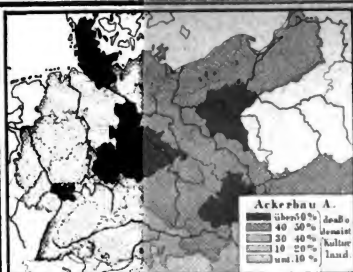 Ackerbau A.
über 50 %
40 50 %
30 40 %
10 20 %
unt. 10 %
Kultur
land.